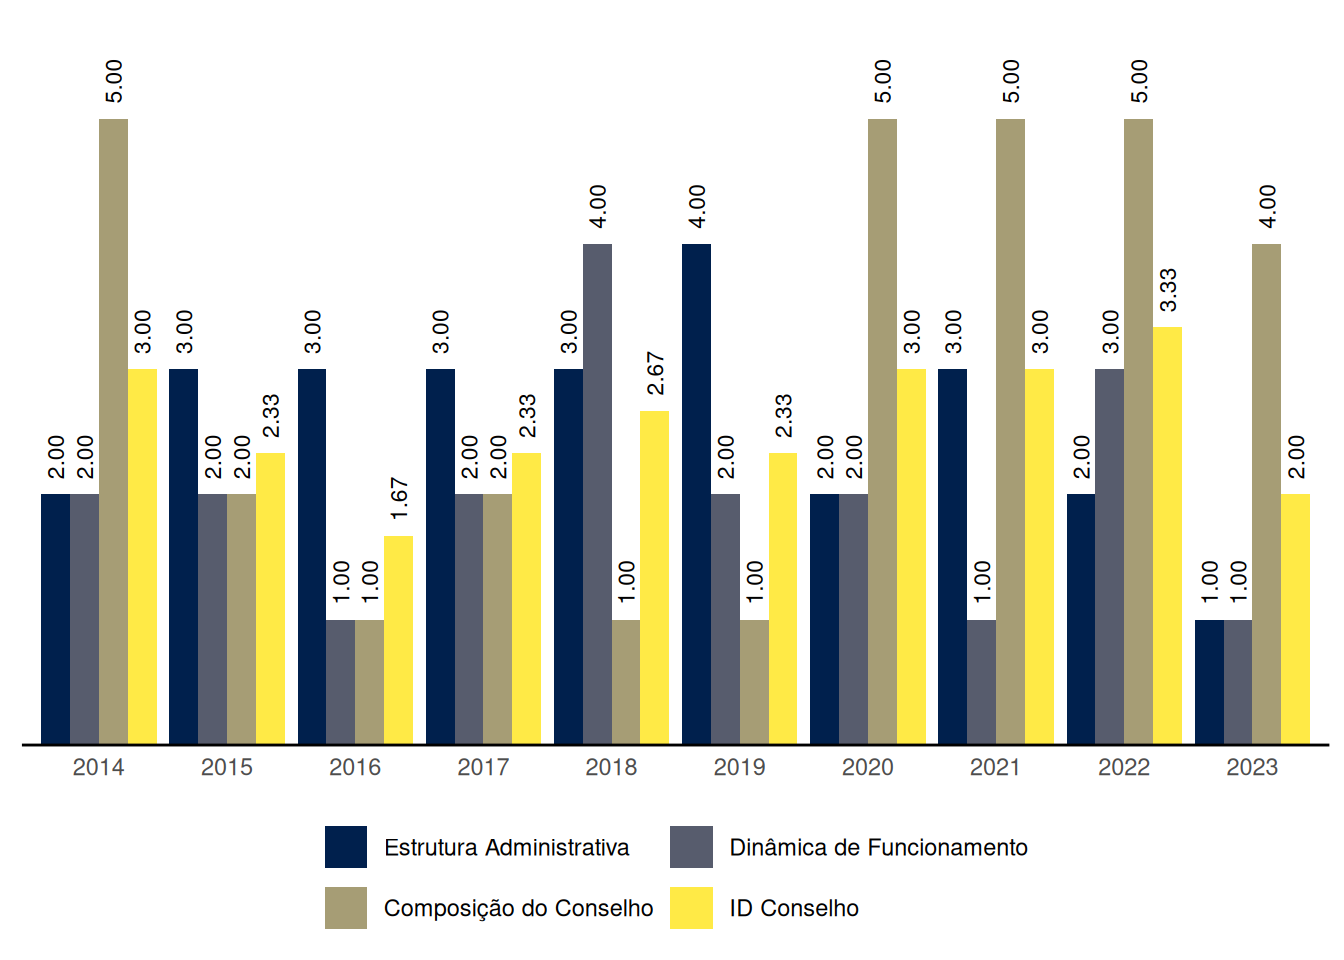 2.00 2.00 5.00 3.00
3.00 2.00 2.00 2.33
3.00 1.00 1.00 1.67
3.00 2.00 2.00 2.33
3.00 4.00 1.00 2.67
4.00 2.00 1.00 2.33
2.00 2.00 5.00 3.00
3.00 1.00 5.00 3.00
2.00 3.00 5.00 3.33
1.00 1.00 4.00 2.00
2014 2015 2016 2017 2018 2019 2020 2021 2022 2023
Estrutura Administrativa Dinâmica de Funcionamento
Composição do Conselho ID Conselho